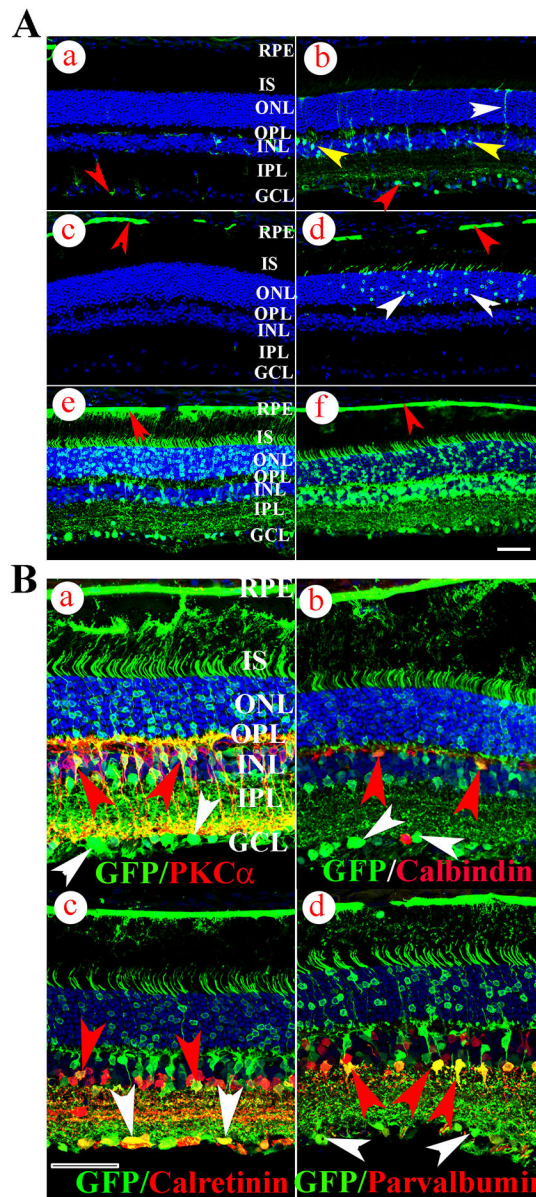 A
a
RPE
IS
ONL
OPL
INL
IPL
GCL
b
c
RPE
IS
ONL
OPL
INL
IPL
GCL
d
e
RPE
IS
ONL
OPL
INL
IPL
GCL
f
B
a
RPE
IS
ONL
OPL
INL
IPL
GCL
GFP/PKCα
b
GFP/Calbindin
c
GFP/Calretinin
d
GFP/Parvalbumin